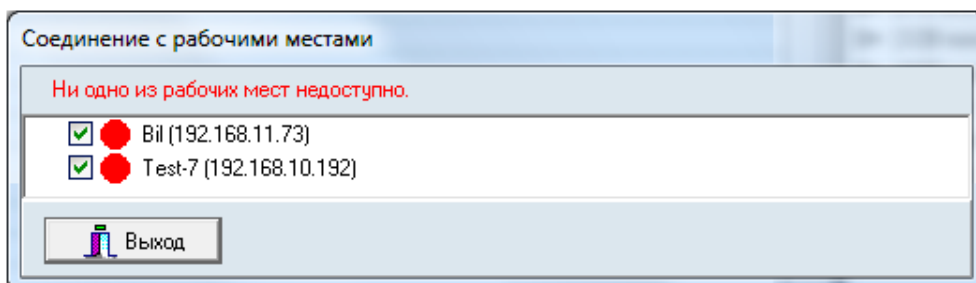 Соединение с рабочими местами
Ни одно из рабочих мест недоступно.
Bil (192.168.11.73)
Test-7 (192.168.10.192)
Выход